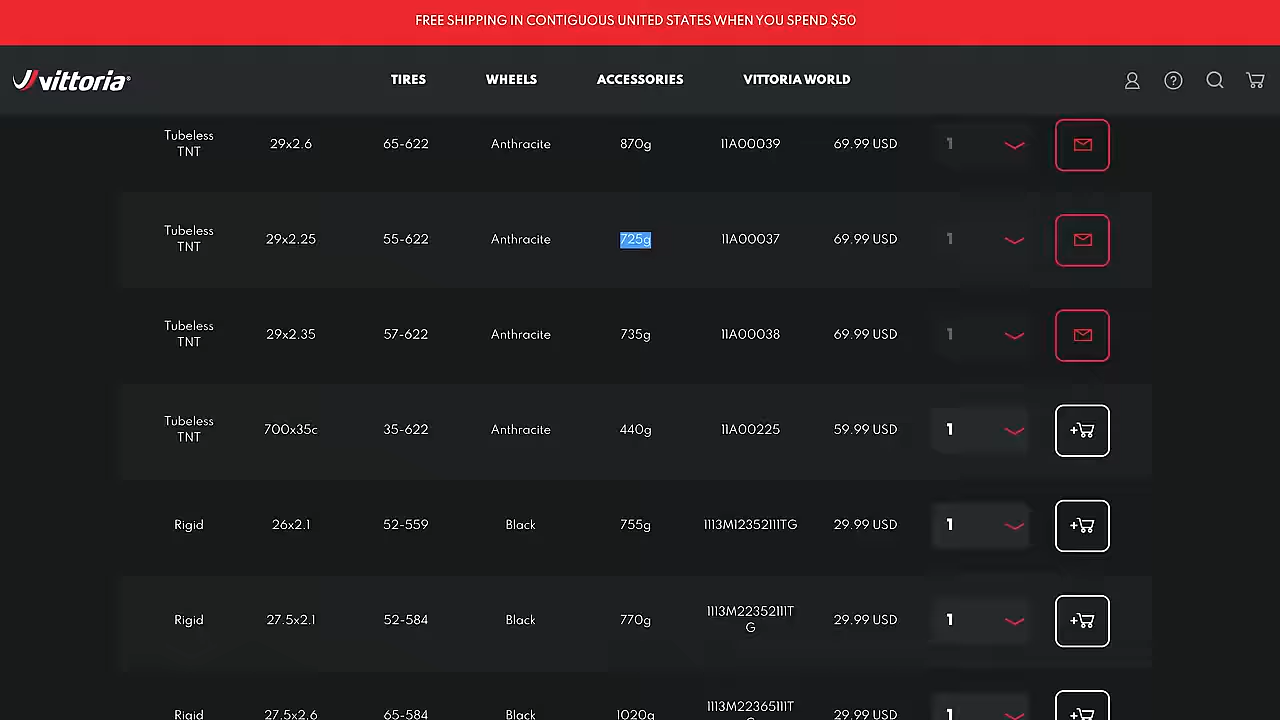 FREE SHIPPING IN CONTIGUOUS UNITED STATES WHEN YOU SPEND $50
vittoria®
TIRES WHEELS ACCESSORIES VITTORIA WORLD
Tubeless
TNT 29x2.6 65-622 Anthracite 870g 11A00039 69.99 USD 1
Tubeless
TNT 29x2.25 55-622 Anthracite 725g 11A00037 69.99 USD 1
Tubeless
TNT 29x2.35 57-622 Anthracite 735g 11A00038 69.99 USD 1
Tubeless
TNT 700x35c 35-622 Anthracite 440g 11A00225 59.99 USD 1
Rigid 26x2.1 52-559 Black 755g 1113M12352111TG 29.99 USD 1
Rigid 27.5x2.1 52-584 Black 770g 1113M22352111T
G 29.99 USD 1
Rigid 27.5x2.6 65-584 Black 1020g 1113M22365111T
29.99 USD 1